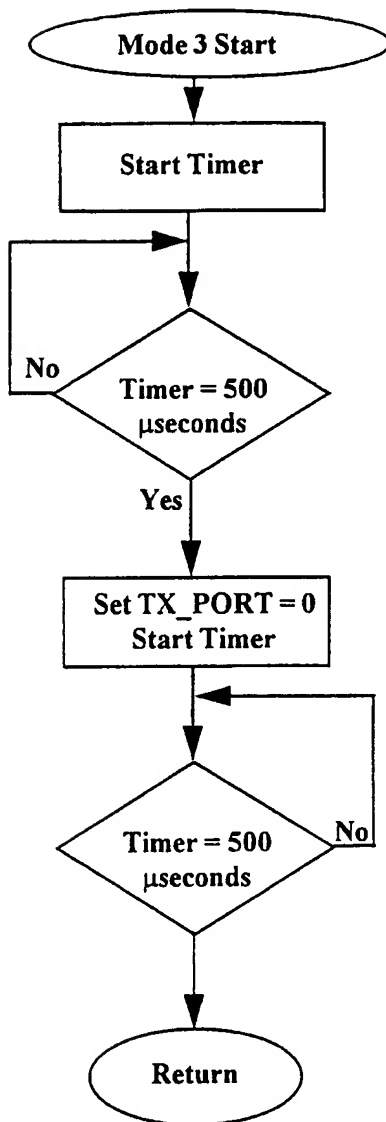 Mode 3 Start
Start Timer
No
Timer = 500
μseconds
Yes
Set TX_PORT = 0
Start Timer
No
Timer = 500
μseconds
Return